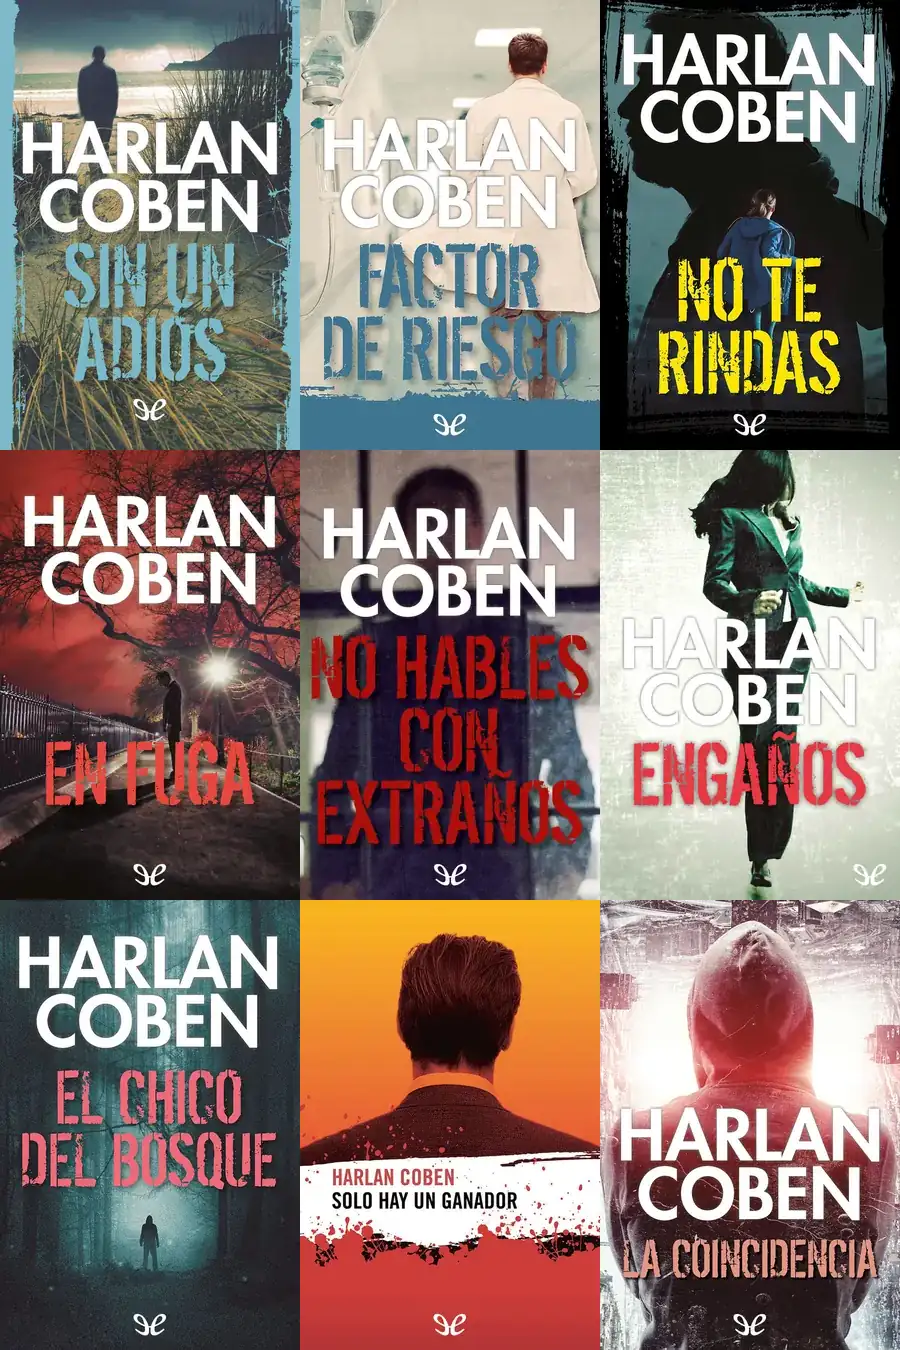 HARLAN
COBEN
SIN UN
ADIÓS
HARLAN
COBEN
FACTOR
DE RIESGO
HARLAN
COBEN
NO TE
RINDAS
HARLAN
COBEN
EN FUGA
HARLAN
COBEN
NO HABLES
CON
EXTRAÑOS
HARLAN
COBEN
ENGAÑOS
HARLAN
COBEN
EL CHICO
DEL BOSQUE
HARLAN COBEN
SOLO HAY UN GANADOR
HARLAN
COBEN
LA COINCIDENCIA